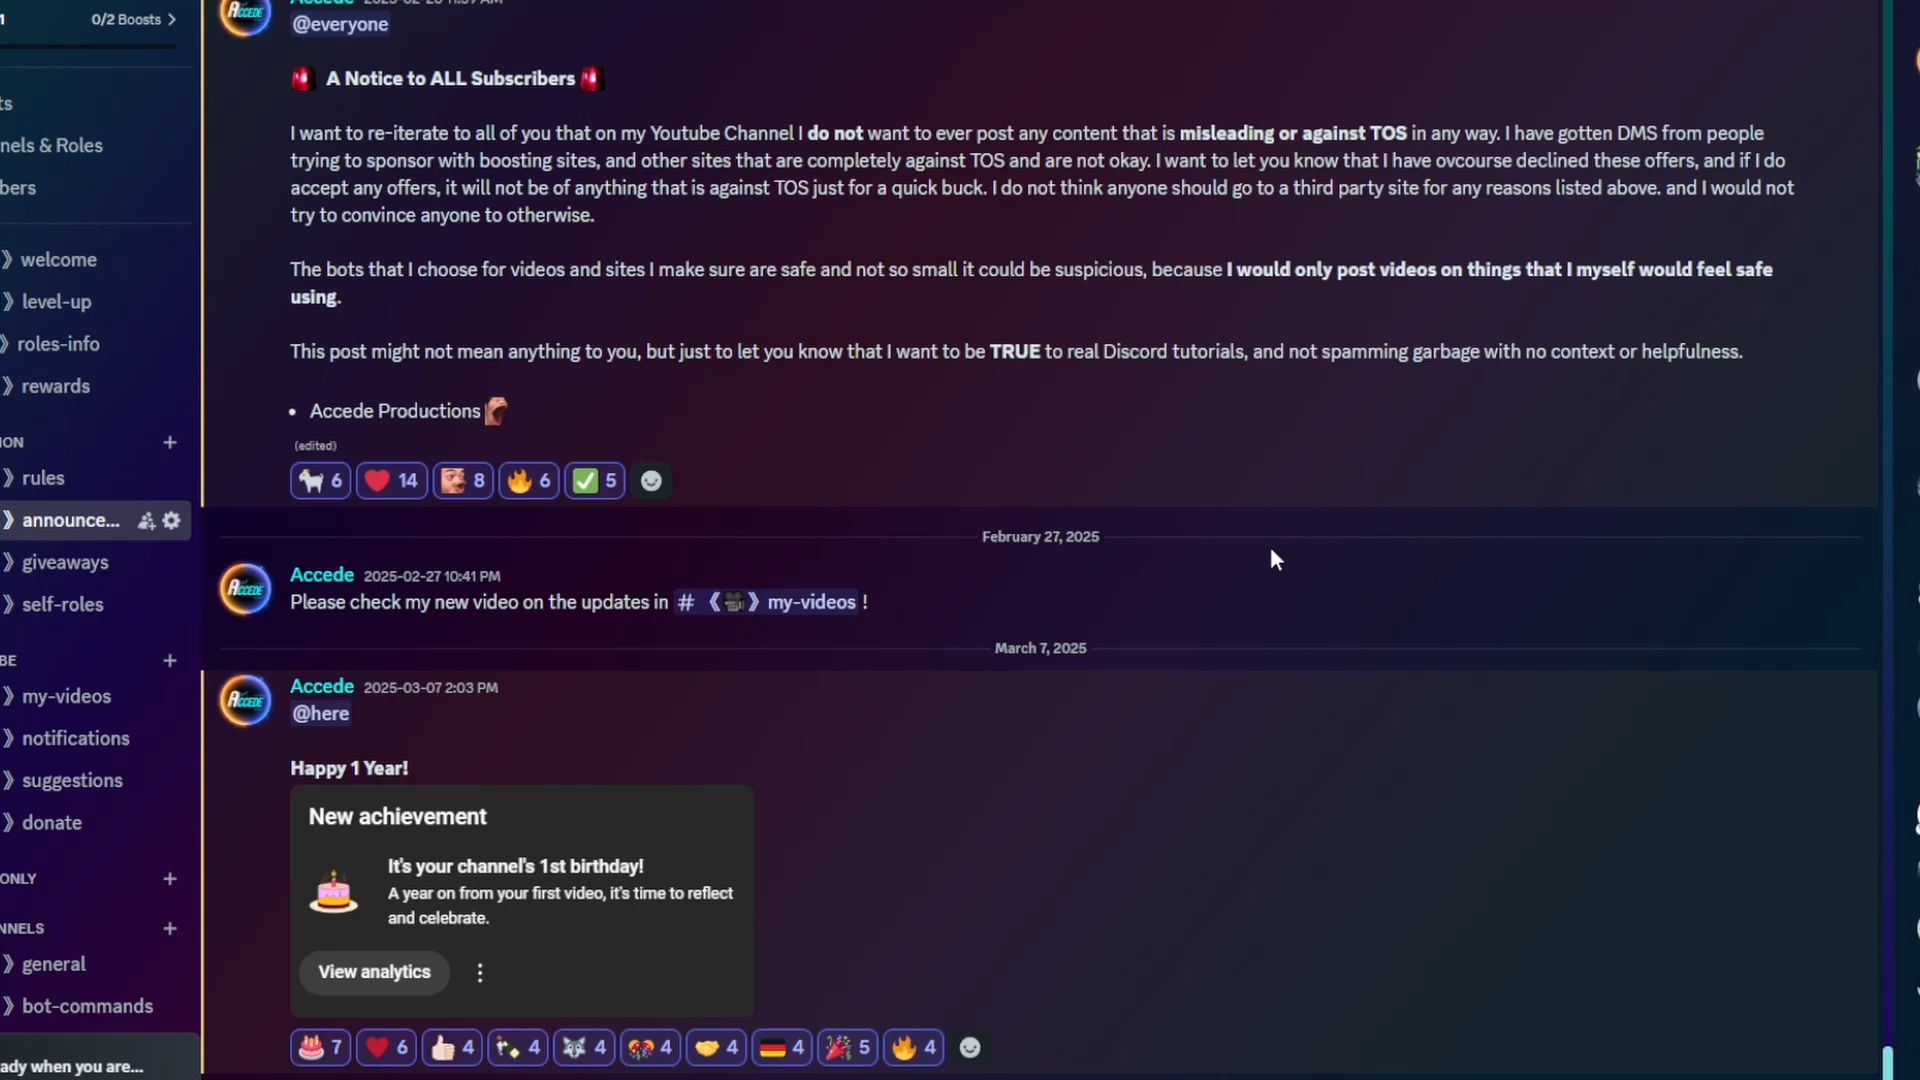 0/2 Boosts
@everyone
A Notice to ALL Subscribers
I want to re-iterate to all of you that on my Youtube Channel I do not want to ever post any content that is misleading or against TOS in any way. I have gotten DMS from people
trying to sponsor with boosting sites, and other sites that are completely against TOS and are not okay. I want to let you know that I have ovcourse declined these offers, and if I do
accept any offers, it will not be of anything that is against TOS just for a quick buck. I do not think anyone should go to a third party site for any reasons listed above. and I would not
try to convince anyone to otherwise.
The bots that I choose for videos and sites I make sure are safe and not so small it could be suspicious, because I would only post videos on things that I myself would feel safe
using.
This post might not mean anything to you, but just to let you know that I want to be TRUE to real Discord tutorials, and not spamming garbage with no context or helpfulness.
• Accede Productions
(edited)
6 14 8 6 5
February 27, 2025
Accede 2025-02-27 10:41 PM
Please check my new video on the updates in # 《🎥》 my-videos !
March 7, 2025
Accede 2025-03-07 2:03 PM
@here
Happy 1 Year!
New achievement
It's your channel's 1st birthday!
A year on from your first video, it's time to reflect
and celebrate.
View analytics
7 6 4 4 4 4 4 4 5 4
ts
nels & Roles
bers
》 welcome
》 level-up
》 roles-info
》 rewards
ION
》 rules
》 announce...
》 giveaways
》 self-roles
BE
》 my-videos
》 notifications
》 suggestions
》 donate
ONLY
NNELS
》 general
》 bot-commands
ady when you are...
ACCEDE
ACCEDE
ACCEDE